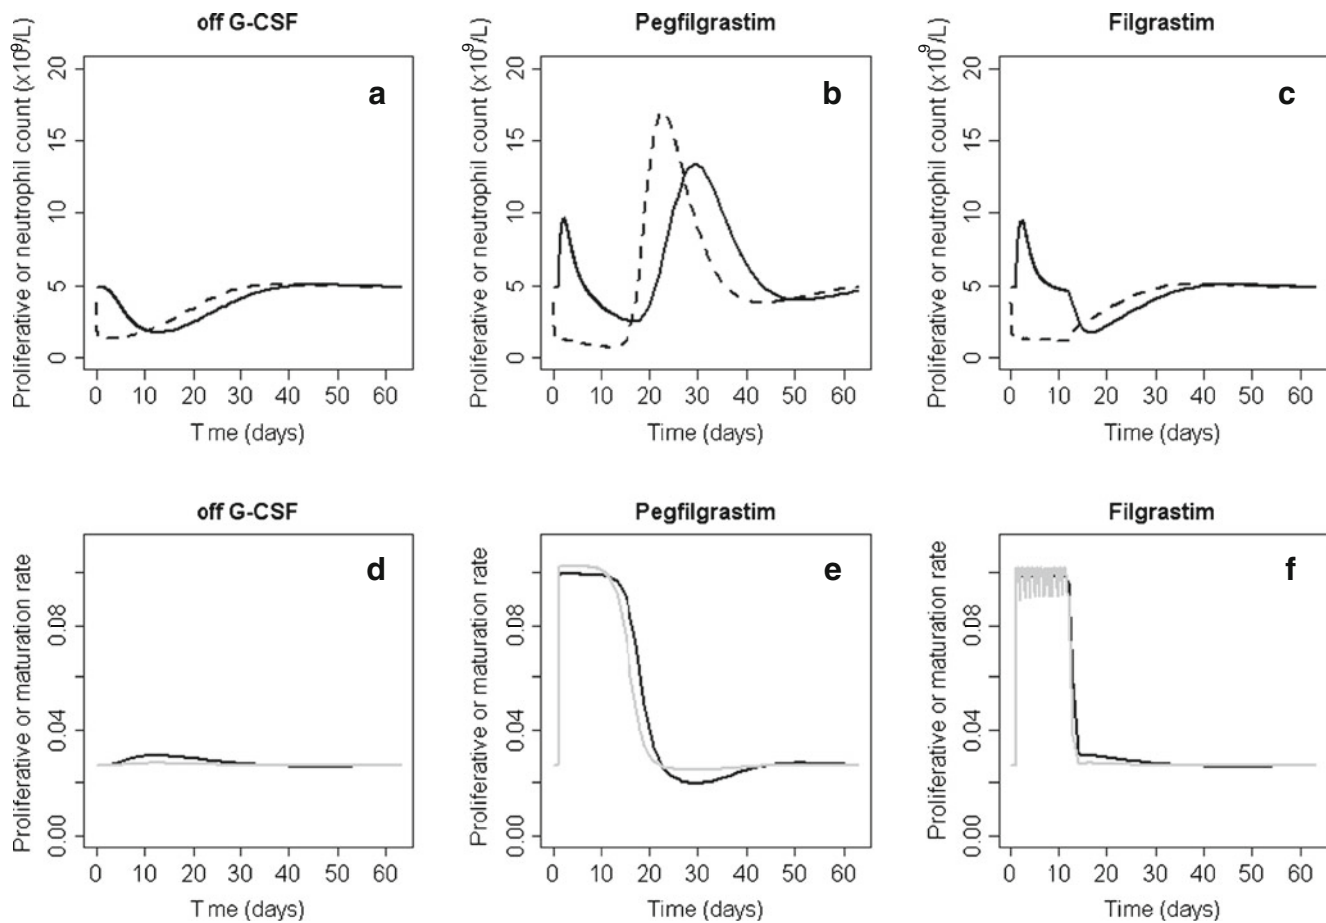 off G-CSF
Proliferative or neutrophil count (x10⁹/L)
20
15
10
5
0
a
0 10 20 30 40 50 60
Time (days)
Pegfilgrastim
Proliferative or neutrophil count (x10⁹/L)
20
15
10
5
0
b
0 10 20 30 40 50 60
Time (days)
Filgrastim
Proliferative or neutrophil count (x10⁹/L)
20
15
10
5
0
c
0 10 20 30 40 50 60
Time (days)
off G-CSF
Proliferative or maturation rate
0.08
0.04
0.00
d
0 10 20 30 40 50 60
Time (days)
Pegfilgrastim
Proliferative or maturation rate
0.08
0.04
0.00
e
0 10 20 30 40 50 60
Time (days)
Filgrastim
Proliferative or maturation rate
0.08
0.04
0.00
f
0 10 20 30 40 50 60
Time (days)